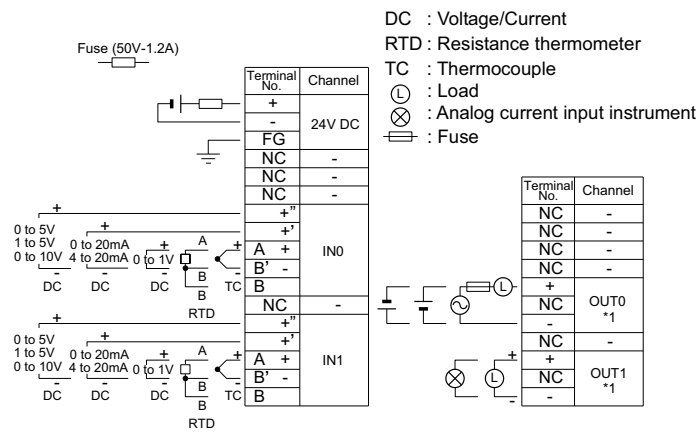 DC : Voltage/Current
RTD : Resistance thermometer
TC : Thermocouple
L : Load
: Analog current input instrument
: Fuse
Fuse (50V-1.2A)
Terminal No. Channel
+
- 24V DC
FG
NC -
NC -
NC -
+ +"
+ +'
0 to 5V
1 to 5V 0 to 20mA
0 to 10V 4 to 20mA 0 to 1V + A + A + IN0
- - - B B' -
DC DC DC B TC B
RTD
NC -
+ +"
+ +'
0 to 5V
1 to 5V 0 to 20mA
0 to 10V 4 to 20mA 0 to 1V + A + A + IN1
- - - B B' -
DC DC DC B TC B
RTD
Terminal No. Channel
NC -
NC -
NC -
NC -
L +
NC OUT0 *1
-
NC -
+ +
L NC OUT1 *1
- -